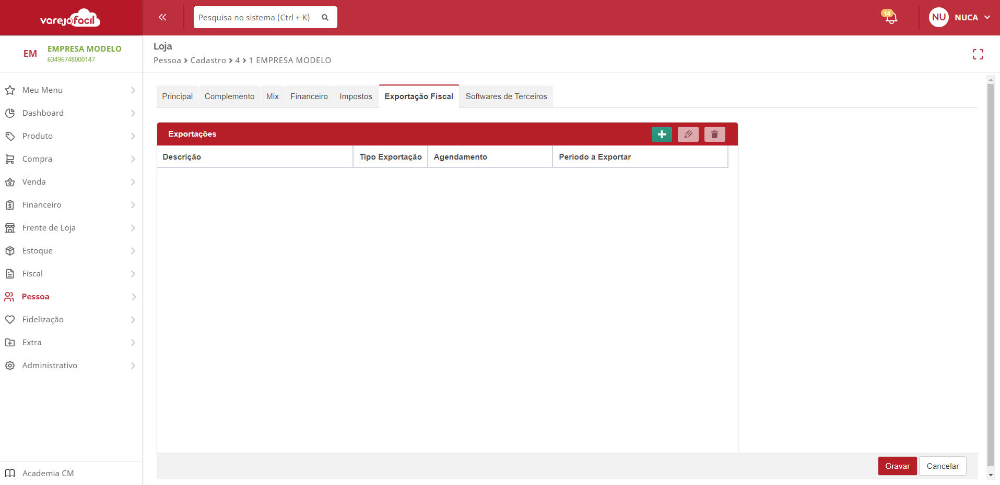 varejofacil
Pesquisa no sistema (Ctrl + K)
14
NU
NUCA
EM
EMPRESA MODELO
63496748000147
Loja
Pessoa > Cadastro > 4 > 1 EMPRESA MODELO
Meu Menu
Dashboard
Produto
Compra
Venda
Financeiro
Frente de Loja
Estoque
Fiscal
Pessoa
Fidelização
Extra
Administrativo
Academia CM
Principal
Complemento
Mix
Financeiro
Impostos
Exportação Fiscal
Softwares de Terceiros
Exportações
Descrição
Tipo Exportação
Agendamento
Período a Exportar
Gravar
Cancelar